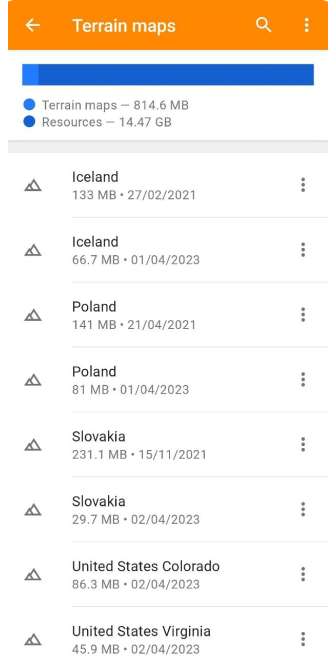 Terrain maps
Terrain maps — 814.6 MB
Resources — 14.47 GB
Iceland
133 MB • 27/02/2021
Iceland
66.7 MB • 01/04/2023
Poland
141 MB • 21/04/2021
Poland
81 MB • 01/04/2023
Slovakia
231.1 MB • 15/11/2021
Slovakia
29.7 MB • 02/04/2023
United States Colorado
86.3 MB • 02/04/2023
United States Virginia
45.9 MB • 02/04/2023